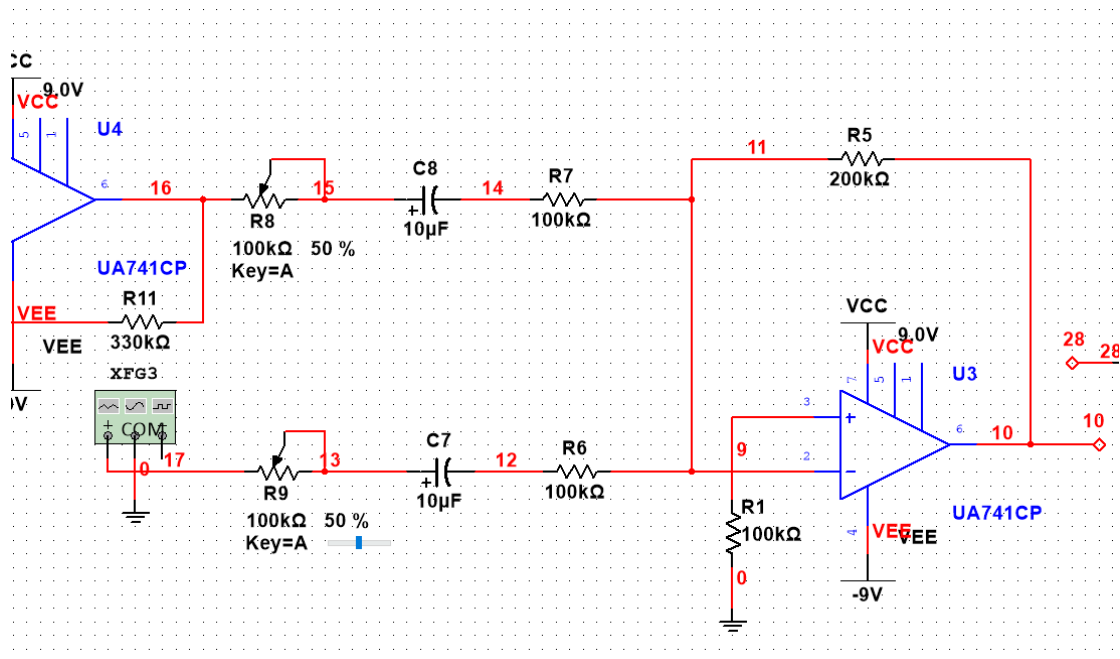 CC
9.0V
VCC
5
1
U4
6
16
15
R8
100kΩ 50 %
Key=A
C8
+
10µF
14
R7
100kΩ
11
R5
200kΩ
UA741CP
VEE
R11
330kΩ
VEE
XFG3
+
COM
0
17
R9
100kΩ 50 %
Key=A
13
C7
+
10µF
12
R6
100kΩ
9
R1
100kΩ
0
VCC
9.0V
VCC
7
5
1
U3
3
+
2
−
6
10
10
28
28
UA741CP
4
VEE
VEE
-9V